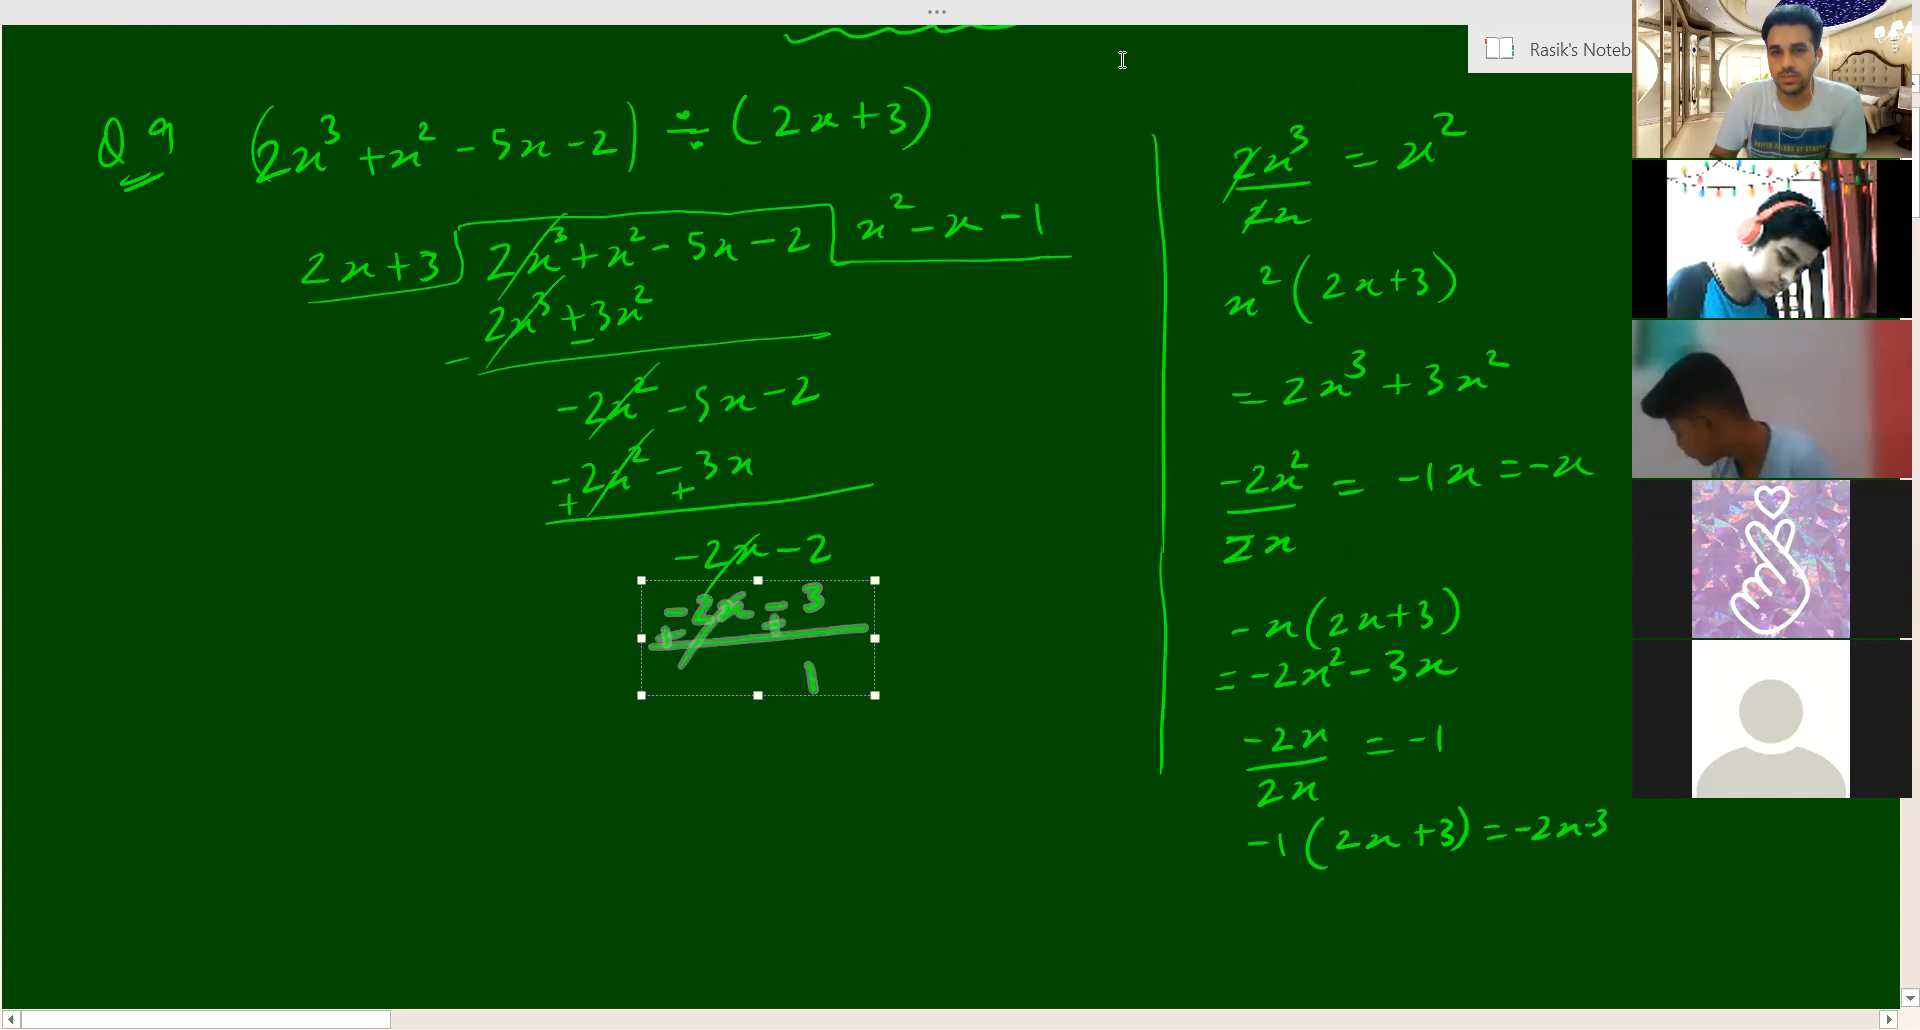 Rasik's Noteb
Q 9 (2x³ + x² - 5x - 2) ÷ (2x + 3)
2x + 3 ) 2x³ + x² - 5x - 2 | x² - x - 1
2x³ + 3x²
- -
-2x² - 5x - 2
-2x² - 3x
+ +
-2x - 2
-2x - 3
+ +
1
2x³/2x = x²
x² (2x + 3)
= 2x³ + 3x²
-2x²/2x = -1x = -x
-x (2x + 3)
= -2x² - 3x
-2x/2x = -1
-1 (2x + 3) = -2x-3